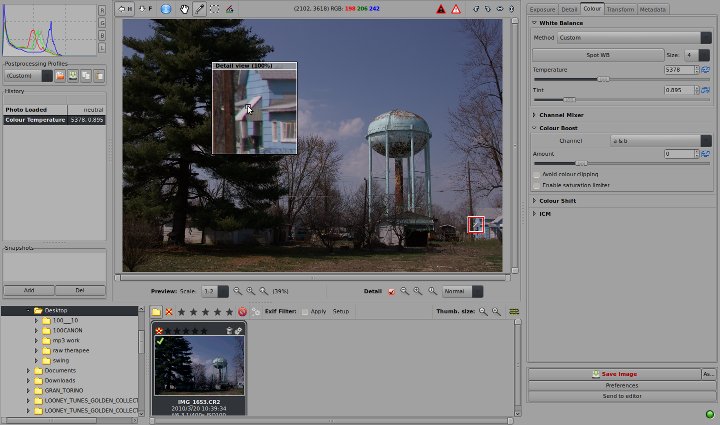 H
F
(2102, 3618) RGB: 198 206 242
R
G
B
L
Postprocessing Profiles
(Custom)
History
Photo Loaded neutral
Colour Temperature 5378, 0.895
Snapshots
Add Del
Detail view (100%)
Preview: Scale: 1:2 (39%)
Detail Normal
Exposure Detail Colour Transform Metadata
White Balance
Method Custom
Spot WB Size: 4
Temperature 5378
Tint 0.895
Channel Mixer
Colour Boost
Channel a & b
Amount 0
Avoid colour clipping
Enable saturation limiter
Colour Shift
ICM
Save Image As...
Preferences
Send to editor
Desktop
100__10
100CANON
mp3 work
raw therapee
swing
Documents
Downloads
GRAN_TORINO
LOONEY_TUNES_GOLDEN_COLLECT
LOONEY_TUNES_GOLDEN_COLLECT
Exif Filter: Apply Setup Thumb. size:
IMG_1653.CR2
2010/3/20 10:39:34